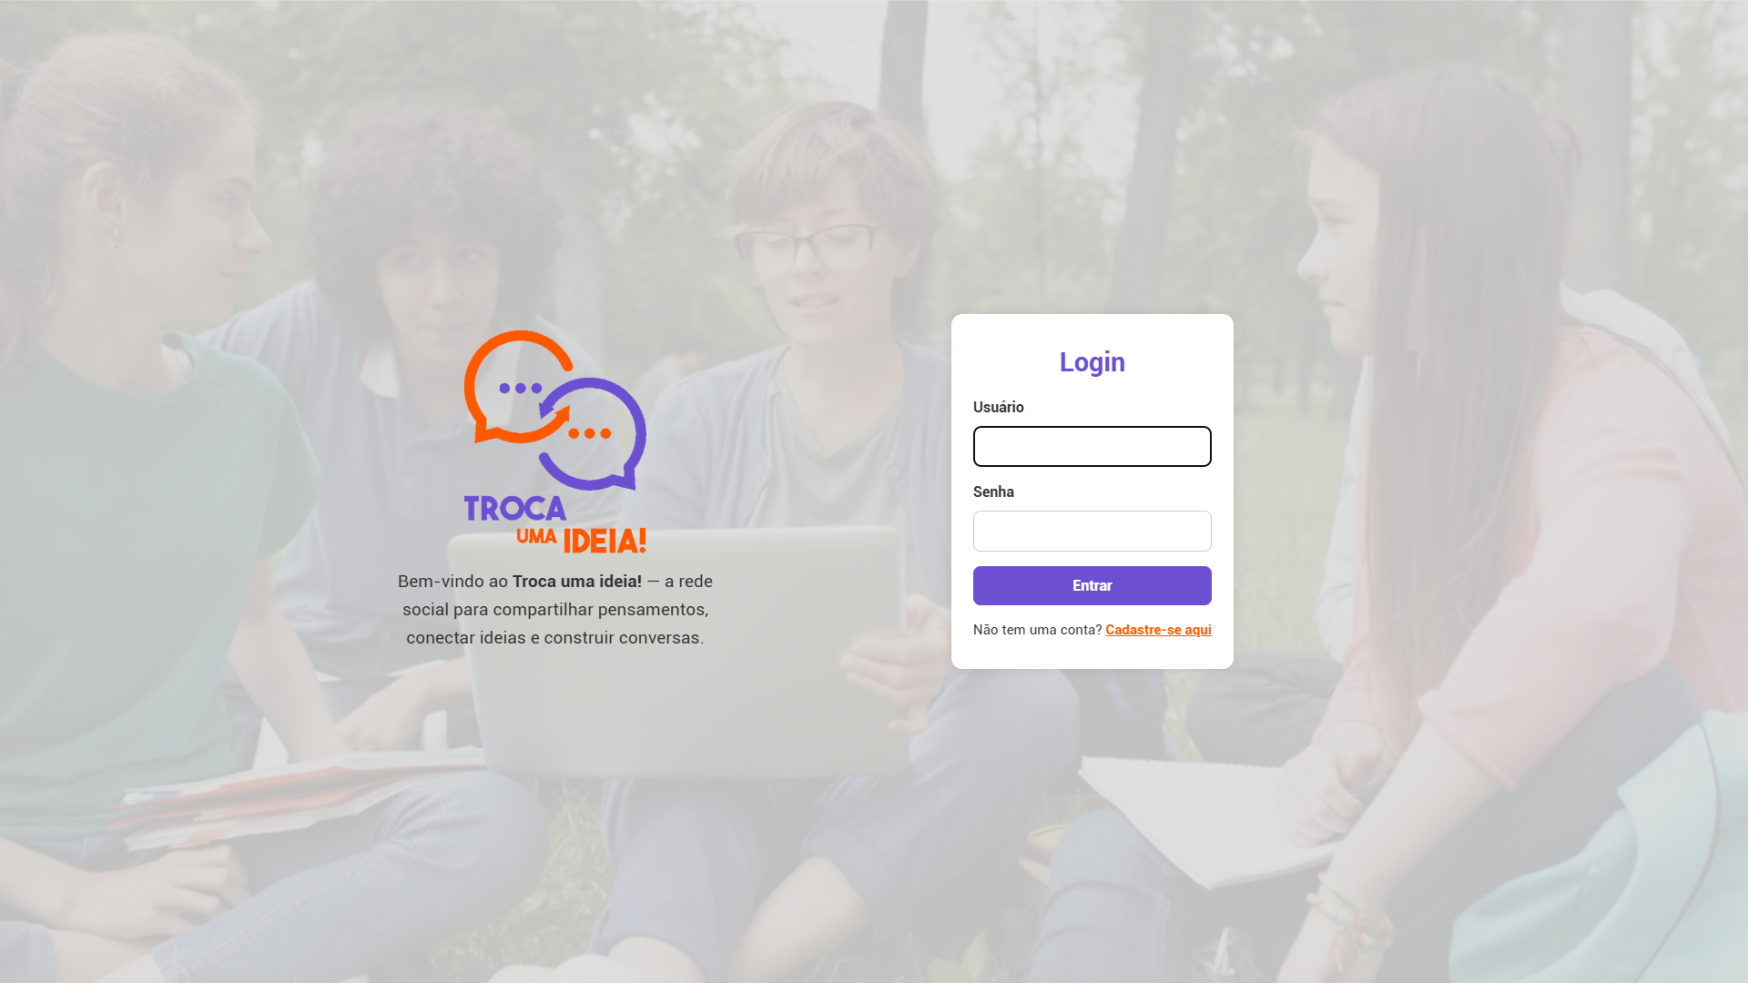 TROCA
UMA IDEIA!
Bem-vindo ao Troca uma ideia! — a rede
social para compartilhar pensamentos,
conectar ideias e construir conversas.
Login
Usuário
Senha
Entrar
Não tem uma conta? Cadastre-se aqui